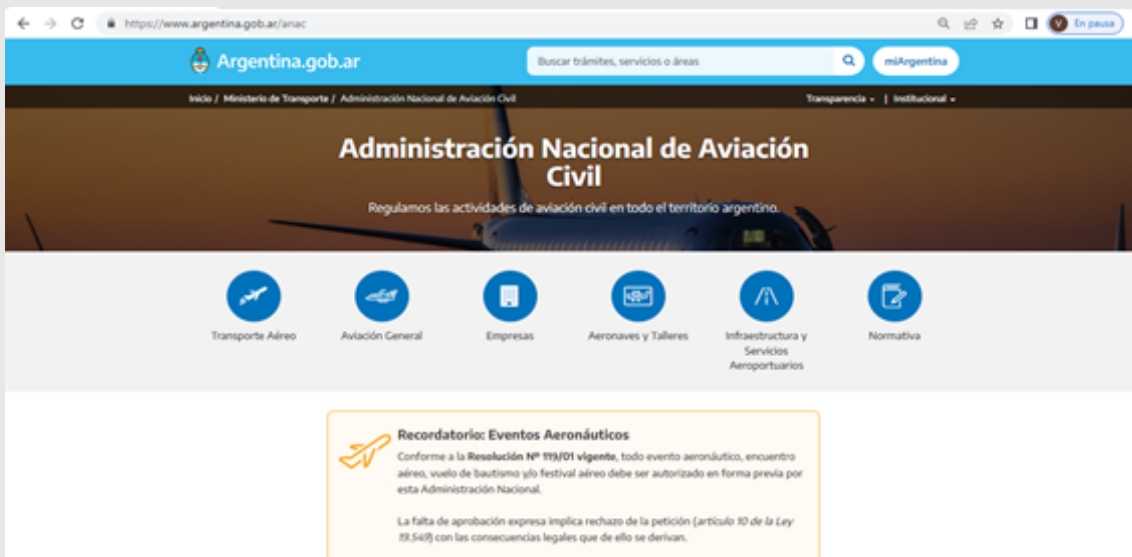 https://www.argentina.gob.ar/anac
V
En pausa
Argentina.gob.ar
Buscar trámites, servicios o áreas
miArgentina
Inicio / Ministerio de Transporte / Administración Nacional de Aviación Civil
Transparencia
| Institucional
Administración Nacional de Aviación
Civil
Regulamos las actividades de aviación civil en todo el territorio argentino.
Transporte Aéreo
Aviación General
Empresas
Aeronaves y Talleres
Infraestructura y
Servicios
Aeroportuarios
Normativa
Recordatorio: Eventos Aeronáuticos
Conforme a la Resolución Nº 119/01 vigente, todo evento aeronáutico, encuentro
aéreo, vuelo de bautismo y/o festival aéreo debe ser autorizado en forma previa por
esta Administración Nacional.
La falta de aprobación expresa implica rechazo de la petición (artículo 10 de la Ley
19.549) con las consecuencias legales que de ello se derivan.